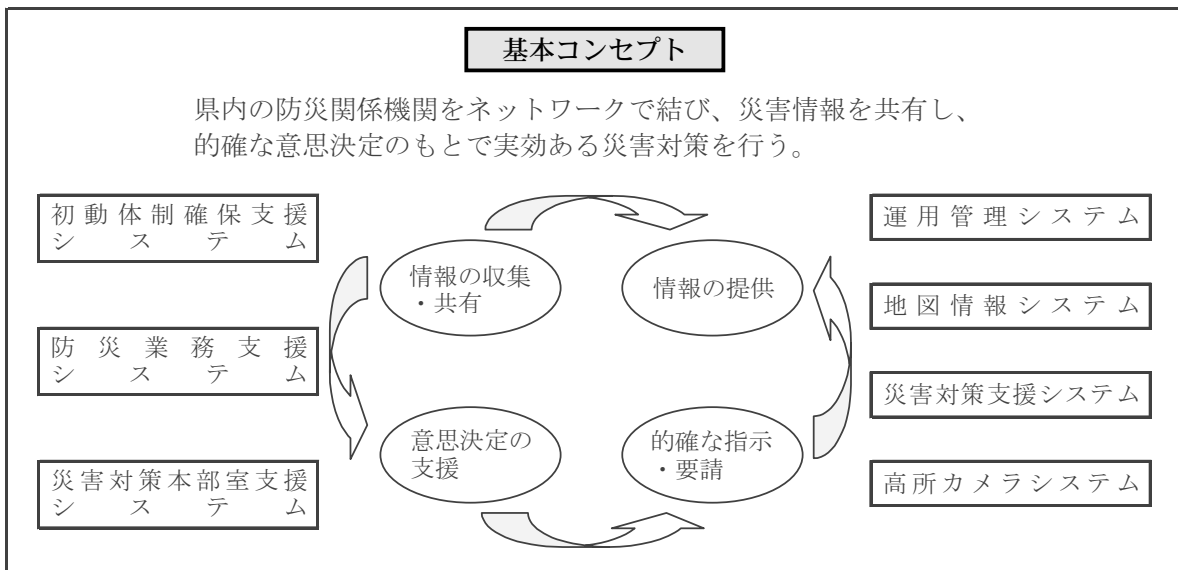 基本コンセプト
県内の防災関係機関をネットワークで結び、災害情報を共有し、
的確な意思決定のもとで実効ある災害対策を行う。
初動体制確保支援
システム
防災業務支援
システム
災害対策本部室支援
システム
情報の収集
・共有
情報の提供
意思決定の
支援
的確な指示
・要請
運用管理システム
地図情報システム
災害対策支援システム
高所カメラシステム